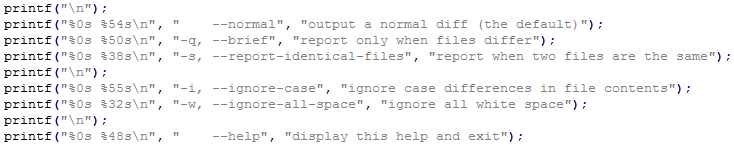 printf("\n");
printf("%0s %54s\n", "    --normal", "output a normal diff (the default)");
printf("%0s %50s\n", "-q, --brief", "report only when files differ");
printf("%0s %38s\n", "-s, --report-identical-files", "report when two files are the same");
printf("\n");
printf("%0s %55s\n", "-i, --ignore-case", "ignore case differences in file contents");
printf("%0s %32s\n", "-w, --ignore-all-space", "ignore all white space");
printf("\n");
printf("%0s %48s\n", "    --help", "display this help and exit");